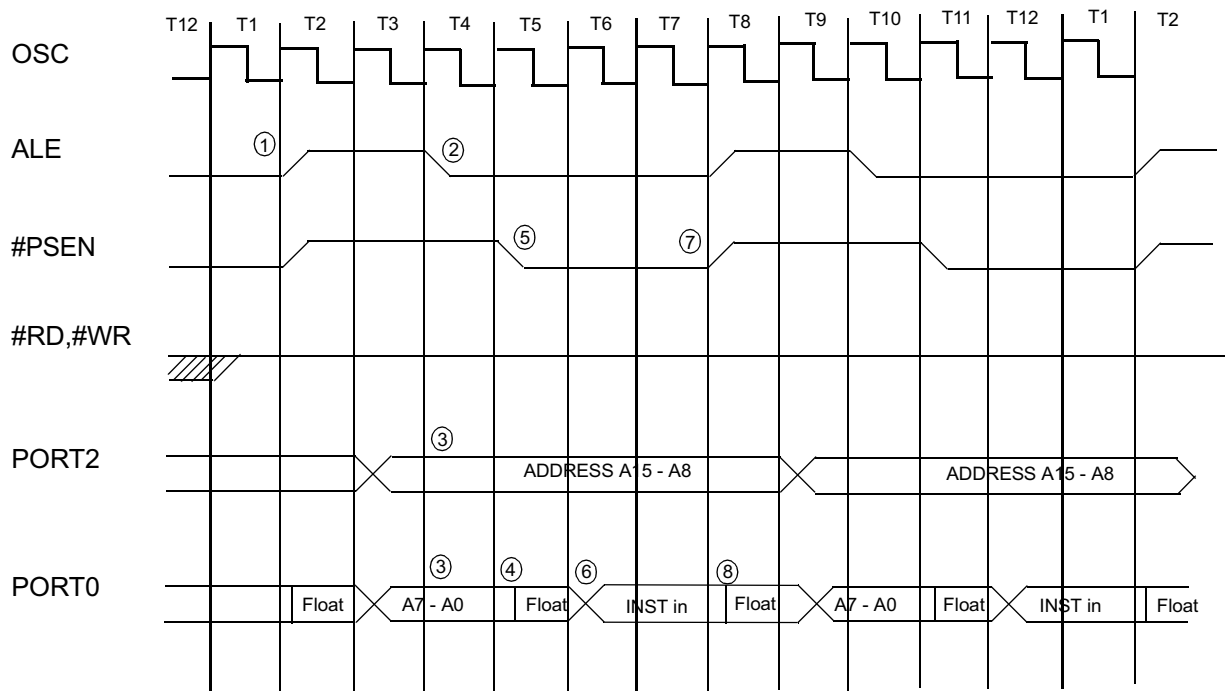 T12 T1 T2 T3 T4 T5 T6 T7 T8 T9 T10 T11 T12 T1 T2
OSC
ALE ① ②
#PSEN ⑤ ⑦
#RD,#WR
③
PORT2 ADDRESS A15 - A8 ADDRESS A15 - A8
③ ④ ⑥ ⑧
PORT0 Float A7 - A0 Float INST in Float A7 - A0 Float INST in Float